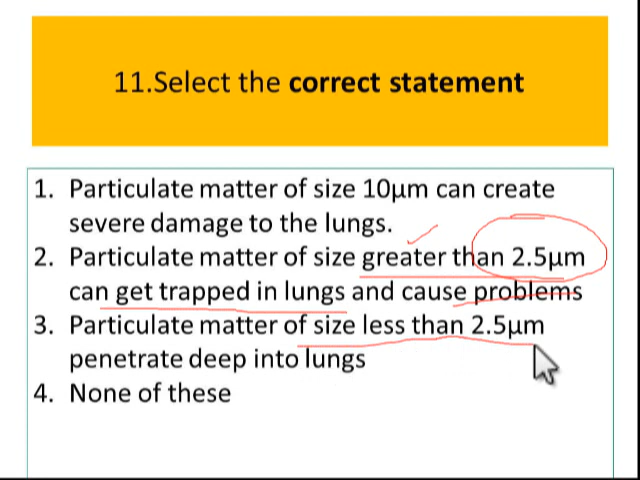 11.Select the correct statement
1. Particulate matter of size 10µm can create
severe damage to the lungs.
2. Particulate matter of size greater than 2.5µm
can get trapped in lungs and cause problems
3. Particulate matter of size less than 2.5µm
penetrate deep into lungs
4. None of these